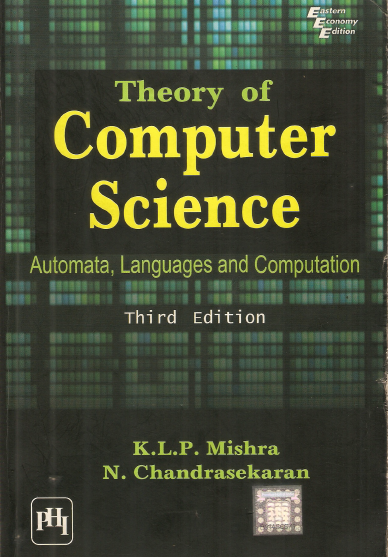 Eastern
Economy
Edition
Theory of
Computer
Science
Automata, Languages and Computation
Third Edition
K.L.P. Mishra
N. Chandrasekaran
PHI